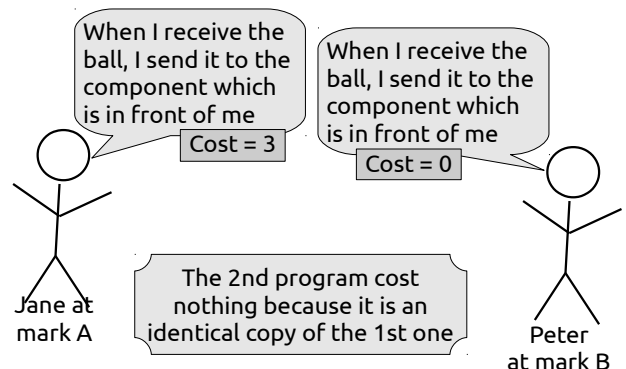 When I receive the
ball, I send it to the
component which
is in front of me
Cost = 3
When I receive the
ball, I send it to the
component which
is in front of me
Cost = 0
The 2nd program cost
nothing because it is an
identical copy of the 1st one
Jane at
mark A
Peter
at mark B